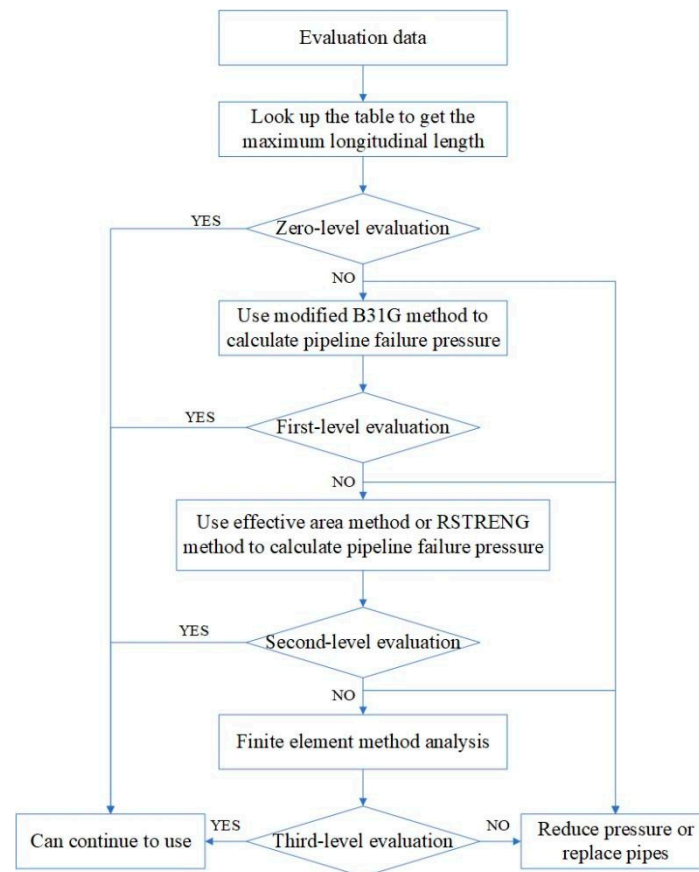 Evaluation data
Look up the table to get the
maximum longitudinal length
YES
Zero-level evaluation
NO
Use modified B31G method to
calculate pipeline failure pressure
YES
First-level evaluation
NO
Use effective area method or RSTRENG
method to calculate pipeline failure pressure
YES
Second-level evaluation
NO
Finite element method analysis
Can continue to use
YES
Third-level evaluation
NO
Reduce pressure or
replace pipes